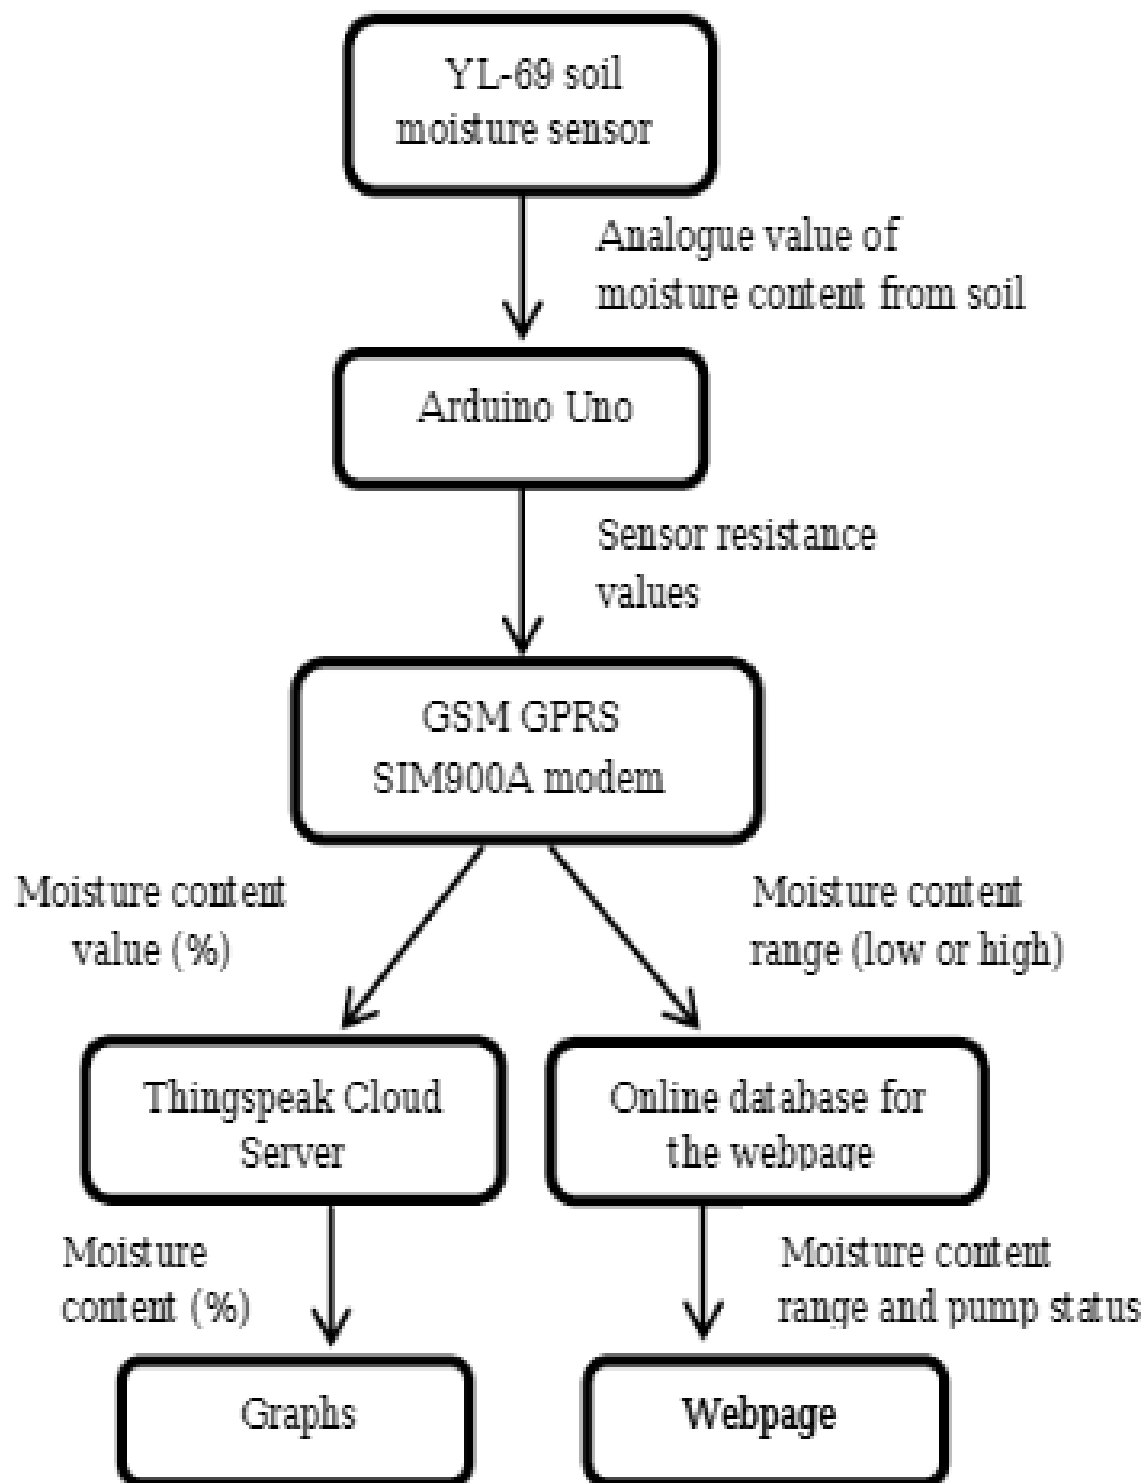 YL-69 soil
moisture sensor
Analogue value of
moisture content from soil
Arduino Uno
Sensor resistance
values
GSM GPRS
SIM900A modem
Moisture content
value (%)
Moisture content
range (low or high)
Thingspeak Cloud
Server
Online database for
the webpage
Moisture
content (%)
Moisture content
range and pump status
Graphs
Webpage